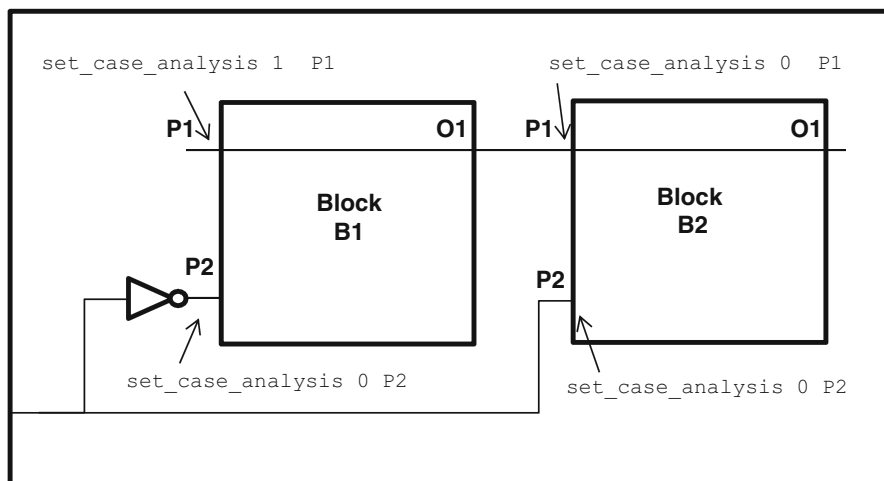 set_case_analysis 1 P1
set_case_analysis 0 P1
P1
O1
P1
O1
Block
B1
Block
B2
P2
P2
set_case_analysis 0 P2
set_case_analysis 0 P2